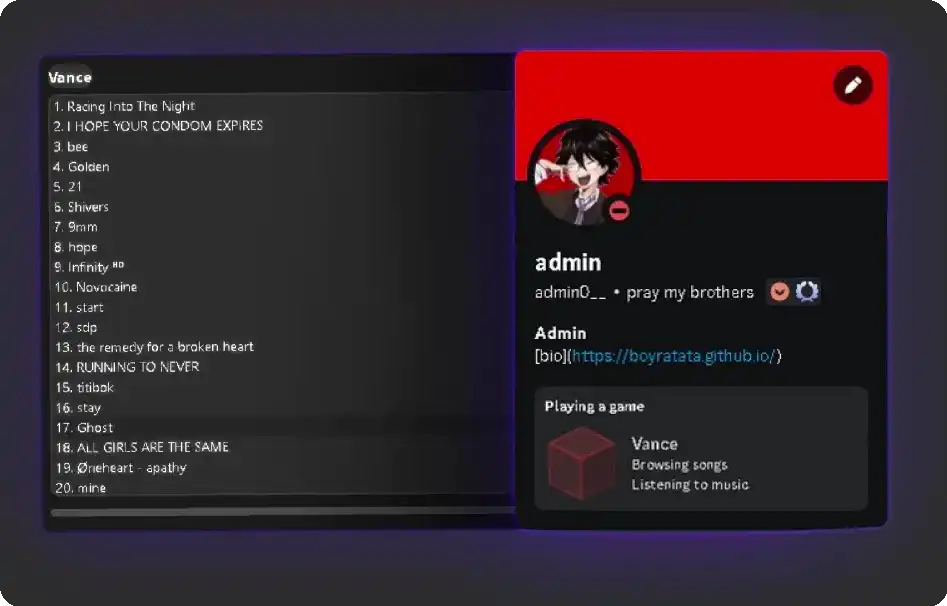 Vance
1. Racing Into The Night
2. I HOPE YOUR CONDOM EXPIRES
3. bee
4. Golden
5. 21
6. Shivers
7. 9mm
8. hope
9. Infinity ᴴᴰ
10. Novocaine
11. start
12. sdp
13. the remedy for a broken heart
14. RUNNING TO NEVER
15. titibok
16. stay
17. Ghost
18. ALL GIRLS ARE THE SAME
19. Øneheart - apathy
20. mine
admin
admin0__ • pray my brothers
Admin
[bio](https://boyratata.github.io/)
Playing a game
Vance
Browsing songs
Listening to music